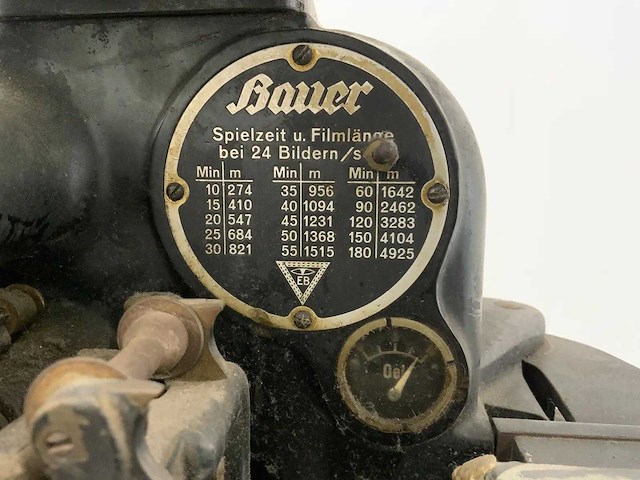 Bauer
Spielzeit u. Filmlänge
bei 24 Bildern/s
Min m Min m Min m
10 274 35 956 60 1642
15 410 40 1094 90 2462
20 547 45 1231 120 3283
25 684 50 1368 150 4104
30 821 55 1515 180 4925
EB
Oel